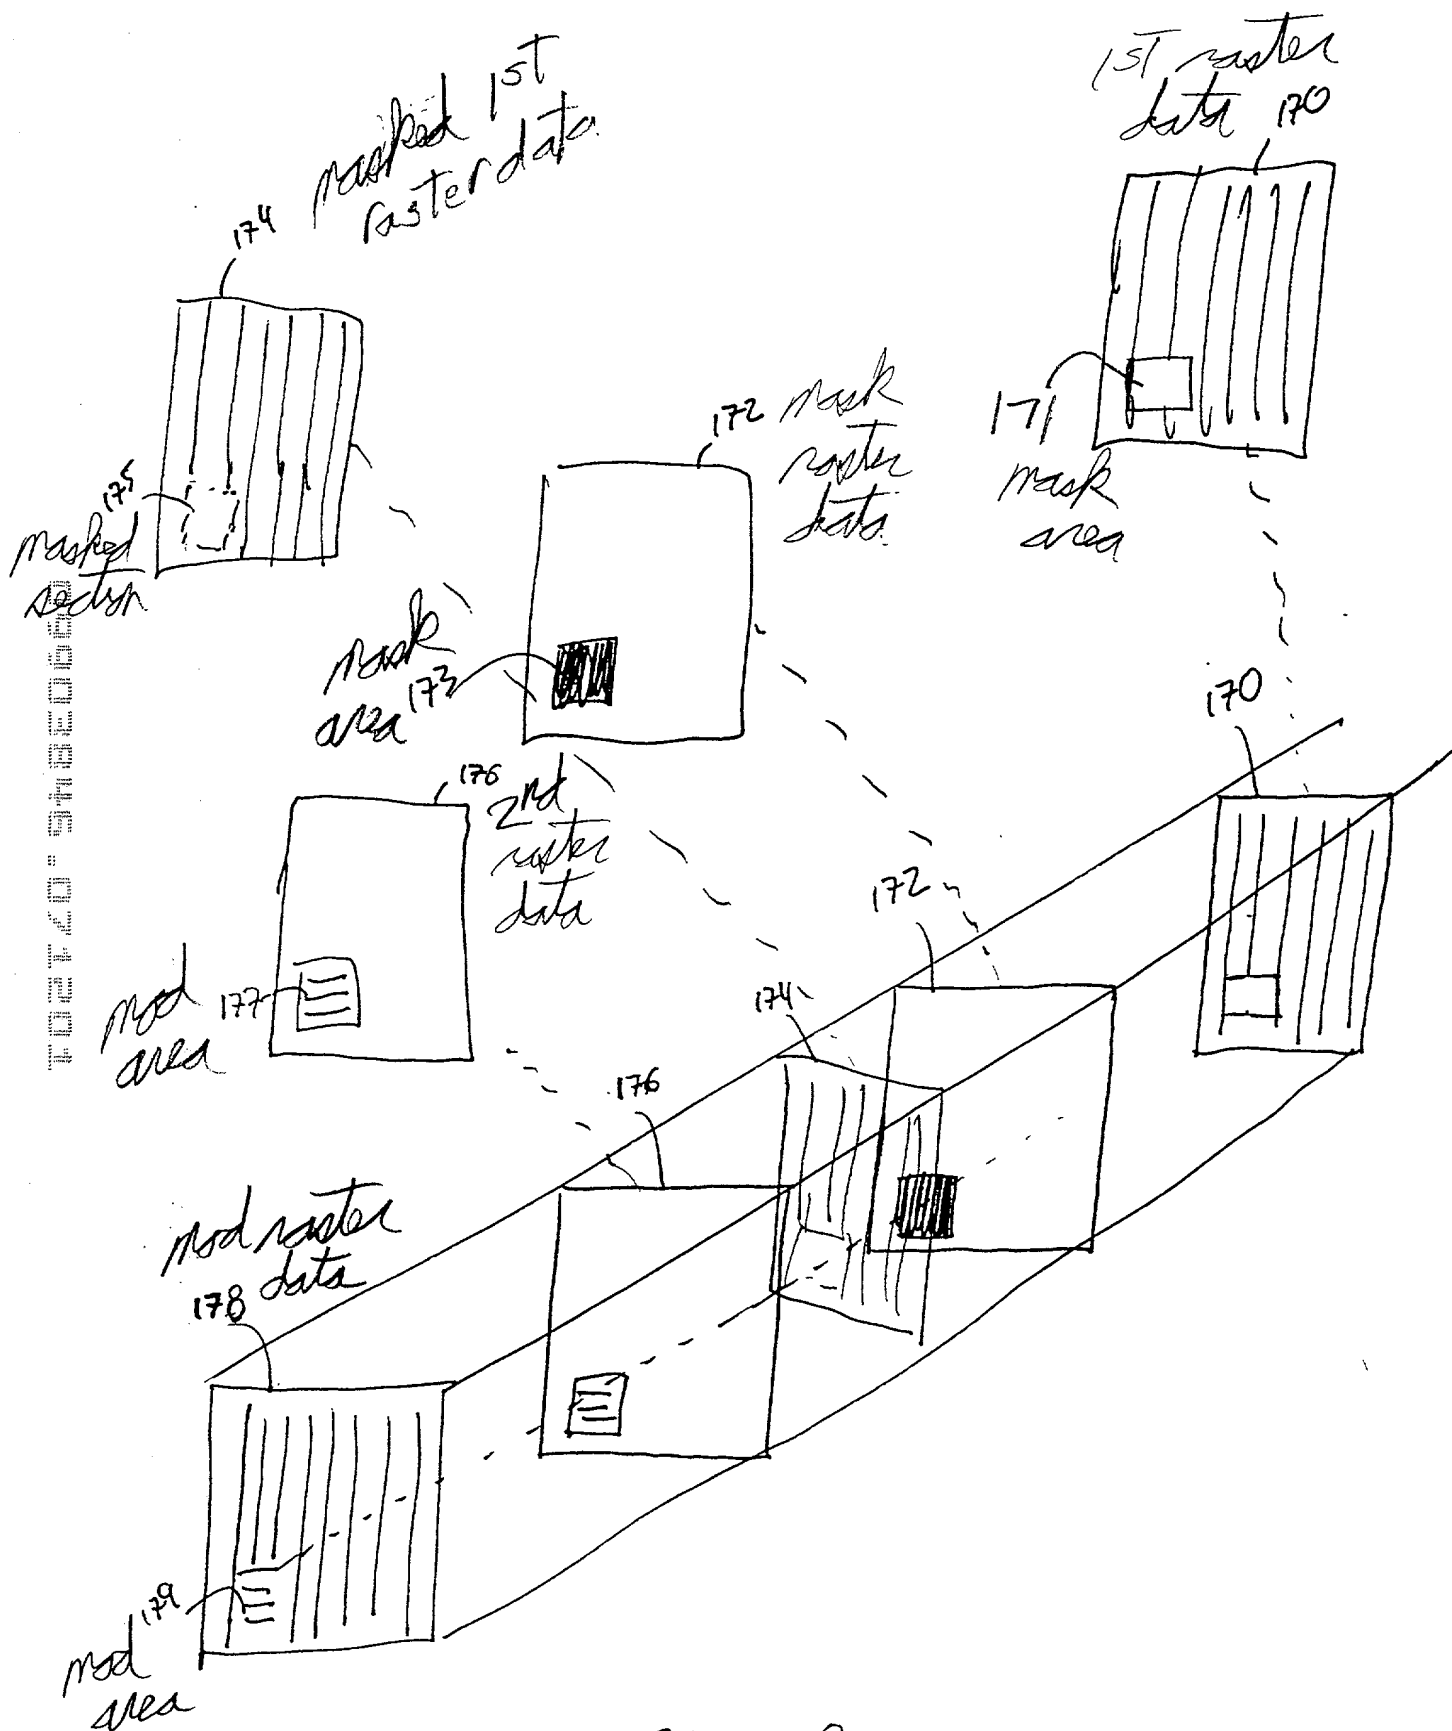 masked 1st
raster data
174
1st raster
data 170
172
mask
raster
data
171
mask
area
175
masked
section
mask
area 173
09903845.071201
176
2nd
raster
data
mod
area
177
170
172
174
176
mod raster
data
178
179
mod
area